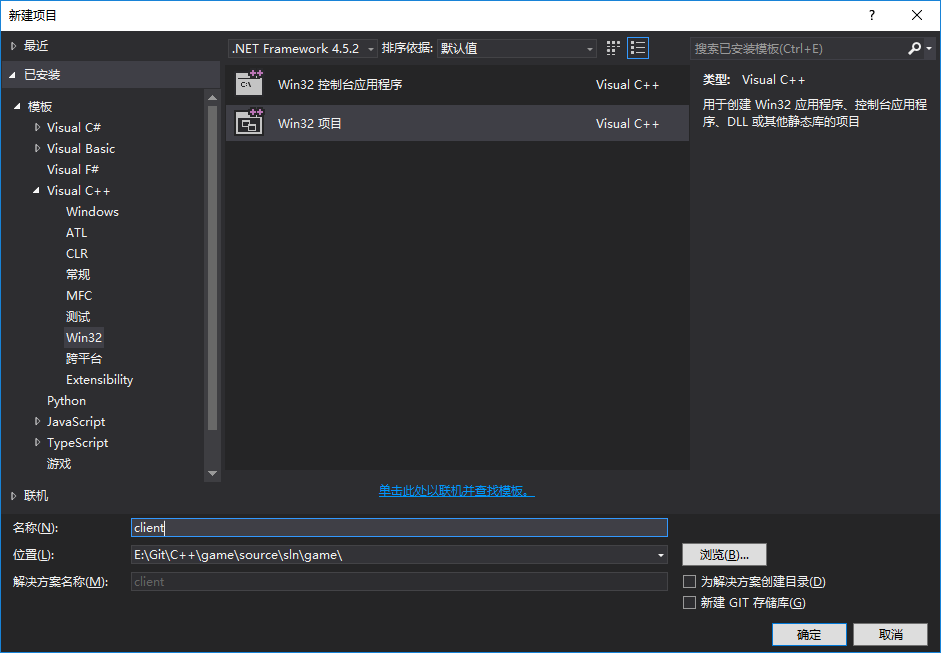 新建项目
?
最近
.NET Framework 4.5.2
排序依据:
默认值
搜索已安装模板(Ctrl+E)
已安装
模板
Visual C#
Visual Basic
Visual F#
Visual C++
Windows
ATL
CLR
常规
MFC
测试
Win32
跨平台
Extensibility
Python
JavaScript
TypeScript
游戏
联机
Win32 控制台应用程序
Visual C++
Win32 项目
Visual C++
类型: Visual C++
用于创建 Win32 应用程序、控制台应用程
序、DLL 或其他静态库的项目
单击此处以联机并查找模板。
名称(N):
client
位置(L):
E:\Git\C++\game\source\sln\game\
浏览(B)...
解决方案名称(M):
client
为解决方案创建目录(D)
新建 GIT 存储库(G)
确定
取消